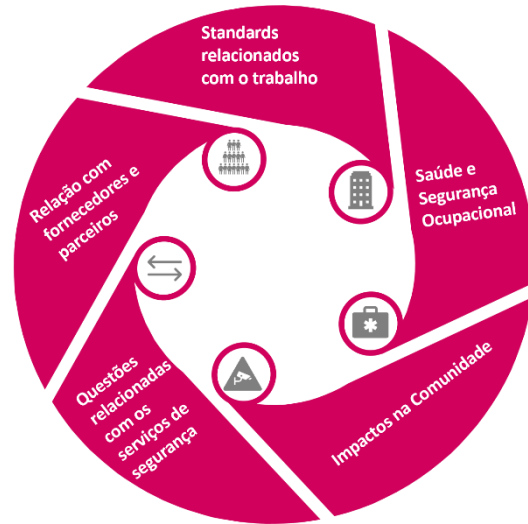 Standards
relacionados
com o trabalho
Saúde e
Segurança
Ocupacional
Impactos na Comunidade
Questões
relacionadas
com os
serviços de
segurança
Relação com
fornecedores e
parceiros